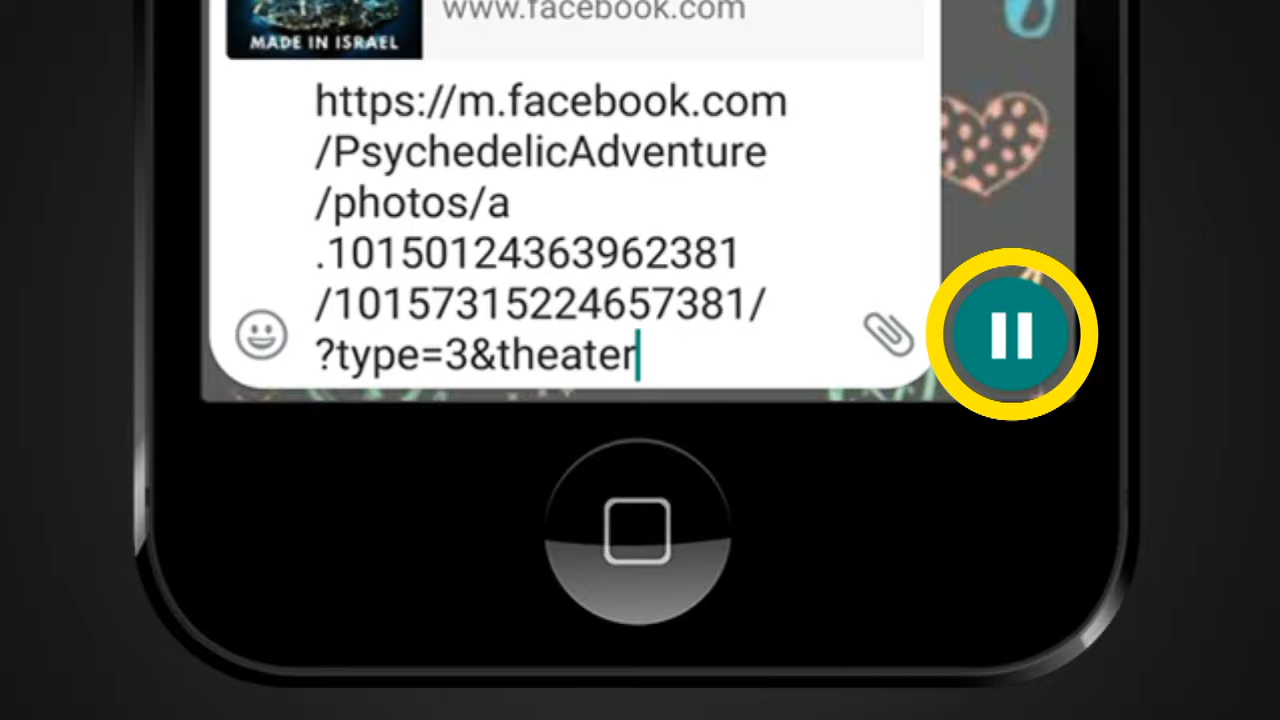 www.facebook.com
MADE IN ISRAEL
https://m.facebook.com
/PsychedelicAdventure
/photos/a
.10150124363962381
/10157315224657381/
?type=3&theater